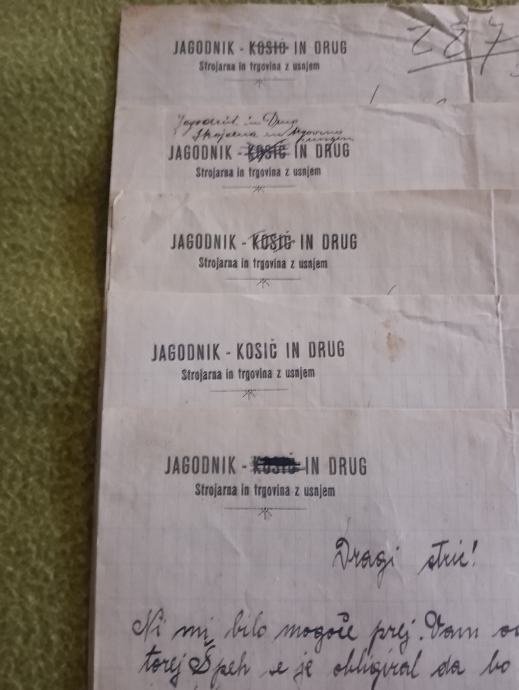 JAGODNIK - KOSIČ IN DRUG
Strojarna in trgovina z usnjem
227
Jagodnik in Drug
Strojarna in trgovina
JAGODNIK - KOSIČ IN DRUG
Strojarna in trgovina z usnjem
JAGODNIK - KOSIČ IN DRUG
Strojarna in trgovina z usnjem
JAGODNIK - KOSIČ IN DRUG
Strojarna in trgovina z usnjem
JAGODNIK - KOSIČ IN DRUG
Strojarna in trgovina z usnjem
Dragi stric!
Ni mi bilo mogoče prej Vam
torej Špeh se je obligiral da bo